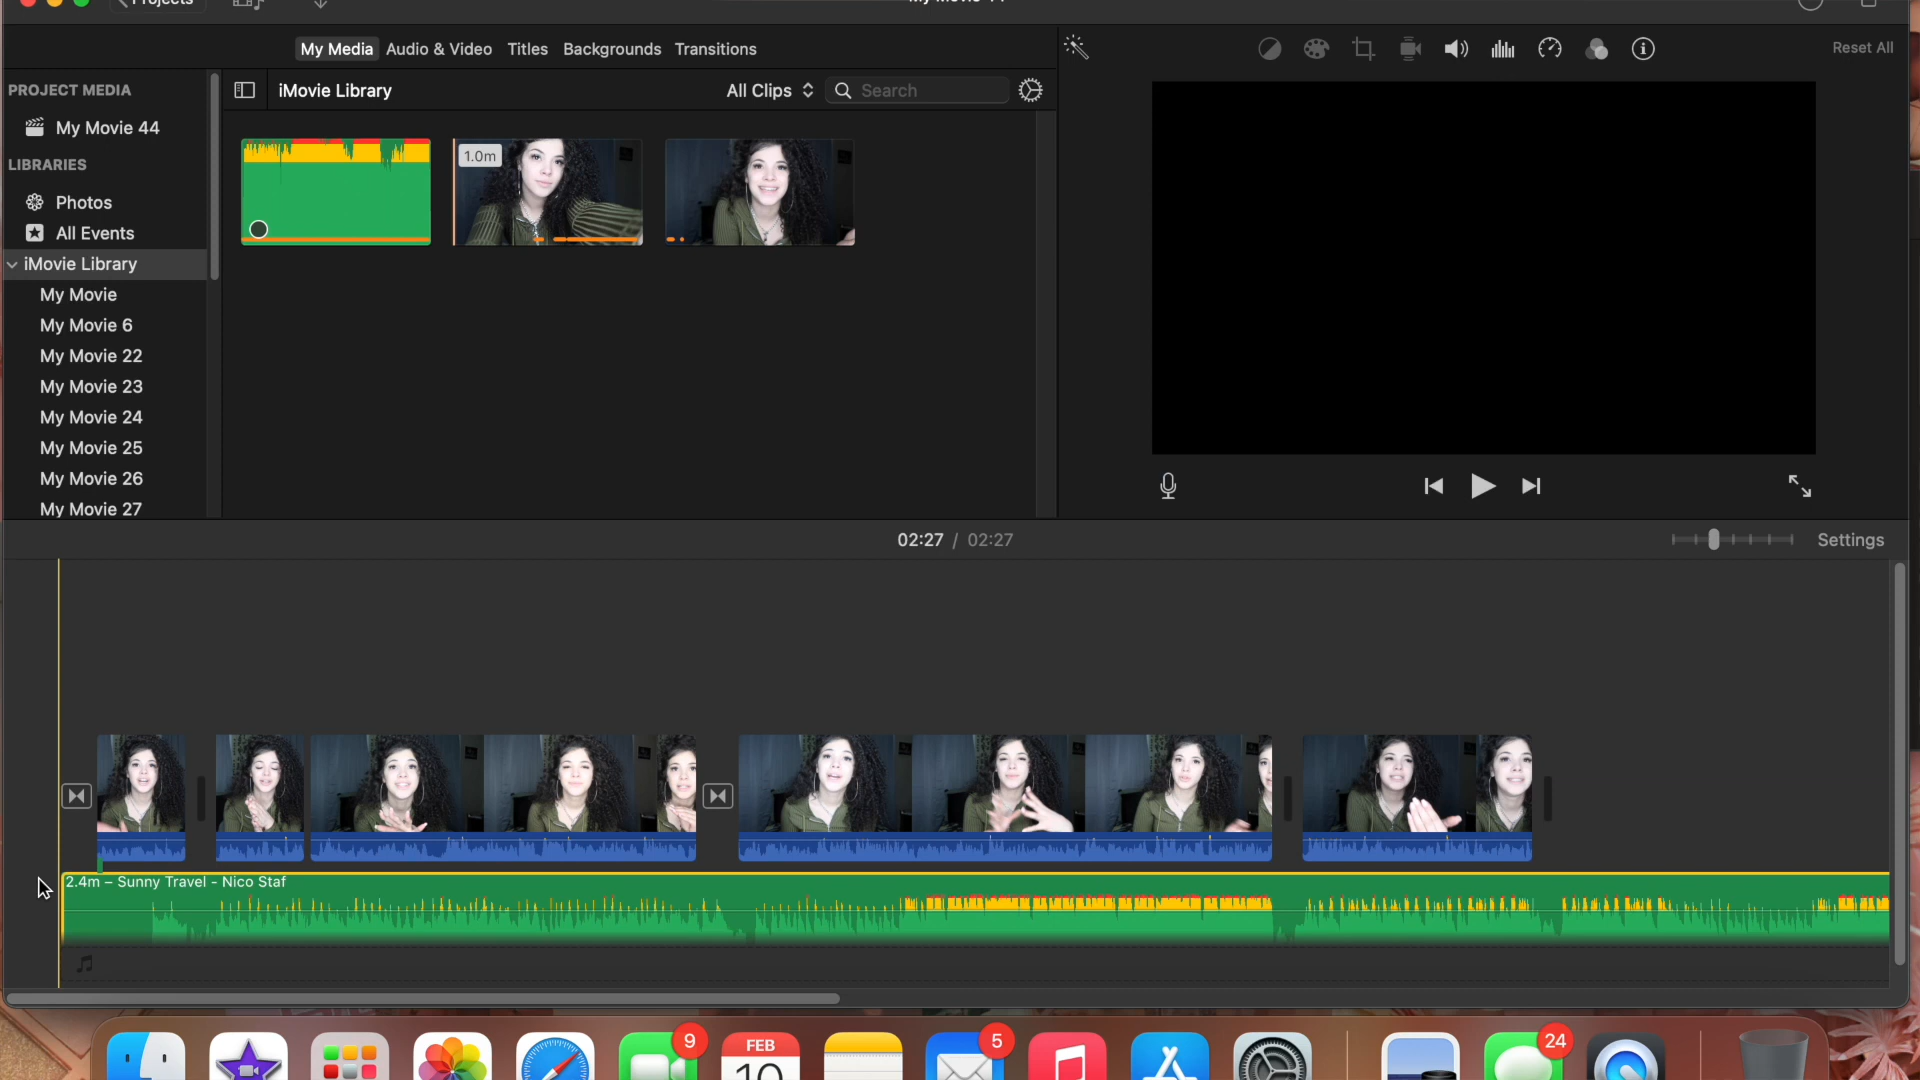 Projects
My Media Audio & Video Titles Backgrounds Transitions
Reset All
PROJECT MEDIA
My Movie 44
LIBRARIES
Photos
All Events
iMovie Library
My Movie
My Movie 6
My Movie 22
My Movie 23
My Movie 24
My Movie 25
My Movie 26
My Movie 27
iMovie Library
All Clips
Search
1.0m
02:27 / 02:27
Settings
2.4m – Sunny Travel - Nico Staf
9
FEB
10
5
24